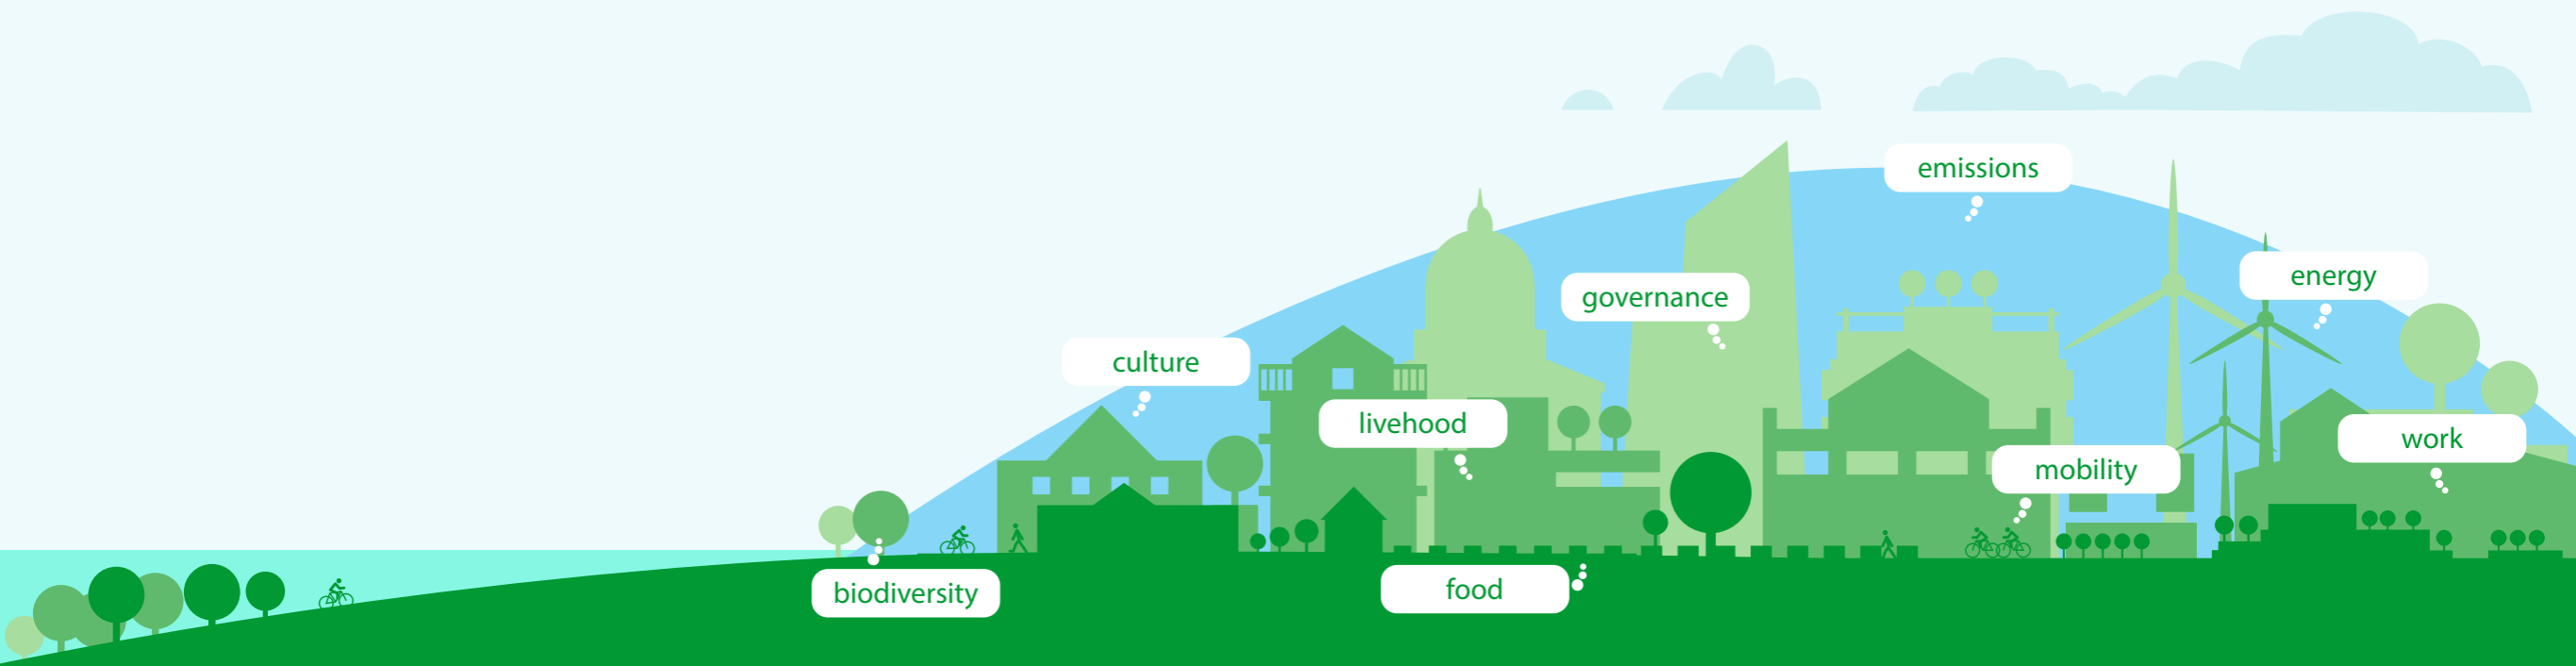 emissions
energy
governance
culture
livehood
work
mobility
biodiversity
food